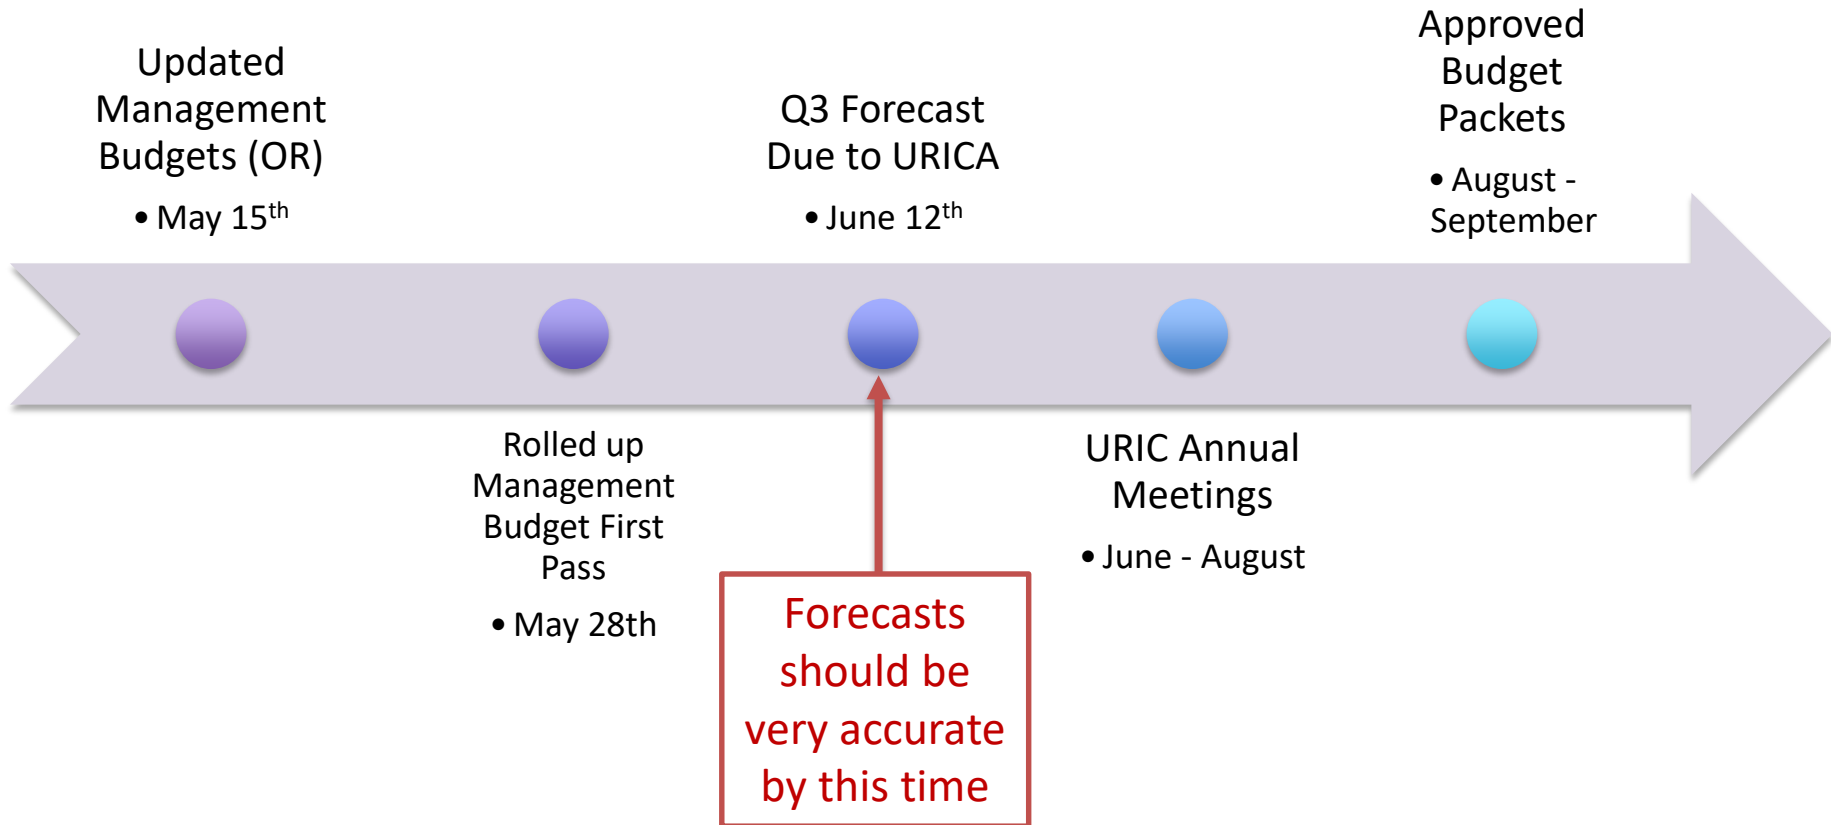 Updated
Management
Budgets (OR)
• May 15th
Rolled up
Management
Budget First
Pass
• May 28th
Q3 Forecast
Due to URICA
• June 12th
Forecasts
should be
very accurate
by this time
URIC Annual
Meetings
• June - August
Approved
Budget
Packets
• August -
September